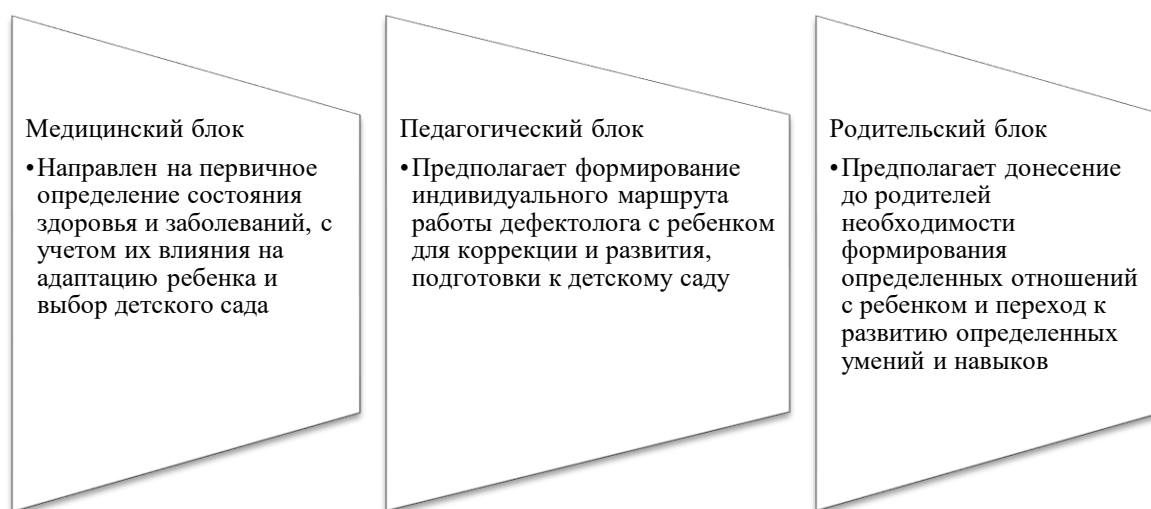 Медицинский блок
•Направлен на первичное
определение состояния
здоровья и заболеваний, с
учетом их влияния на
адаптацию ребенка и
выбор детского сада
Педагогический блок
•Предполагает формирование
индивидуального маршрута
работы дефектолога с ребенком
для коррекции и развития,
подготовки к детскому саду
Родительский блок
•Предполагает донесение
до родителей
необходимости
формирования
определенных отношений
с ребенком и переход к
развитию определенных
умений и навыков